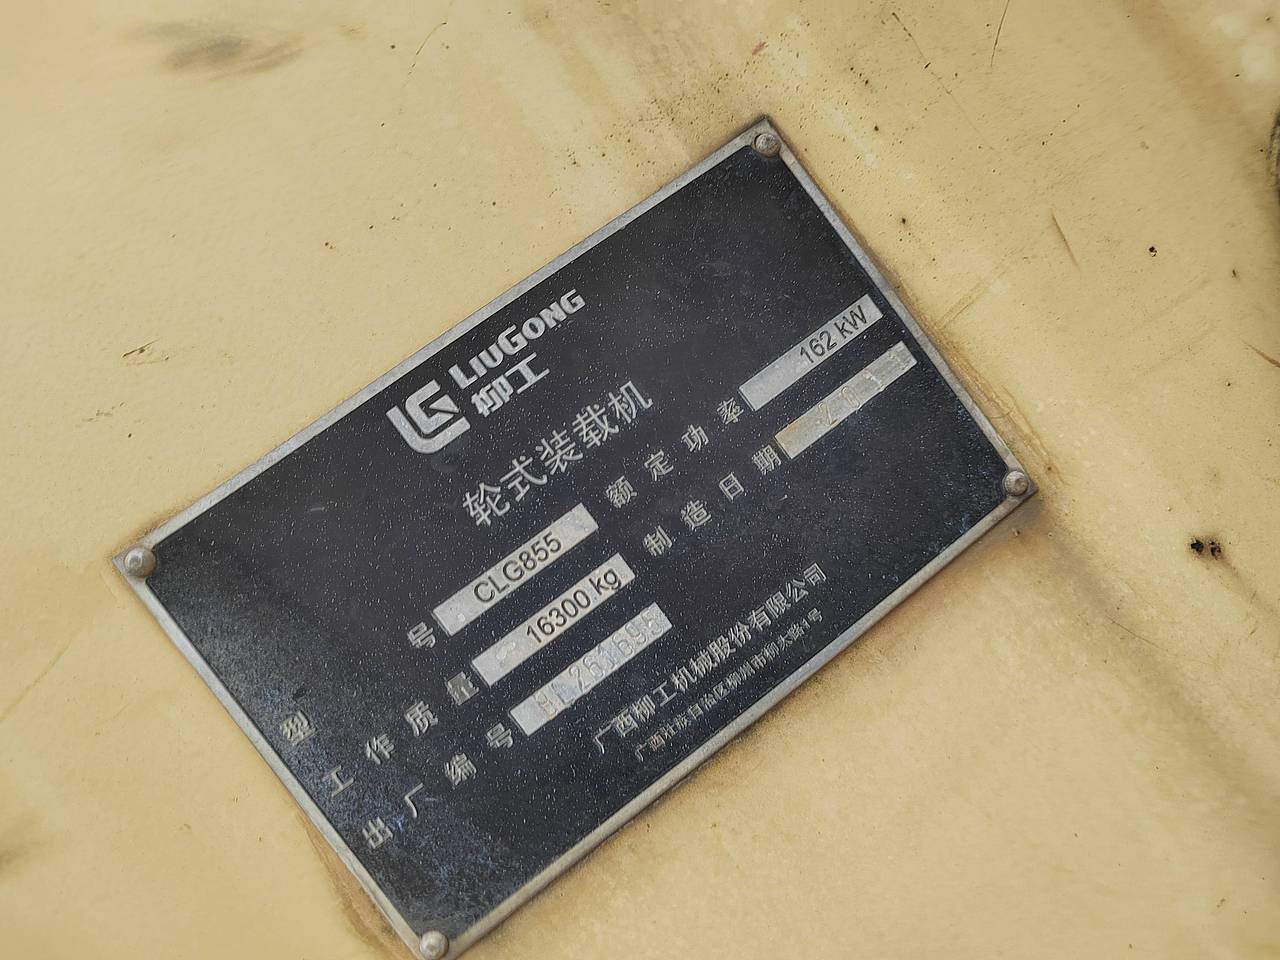 LG LIUGONG
柳工
轮式装载机
型号 CLG855 额定功率 162 kW
工作质量 16300 kg 制造日期
出厂编号
广西柳工机械股份有限公司
广西壮族自治区柳州市柳太路1号